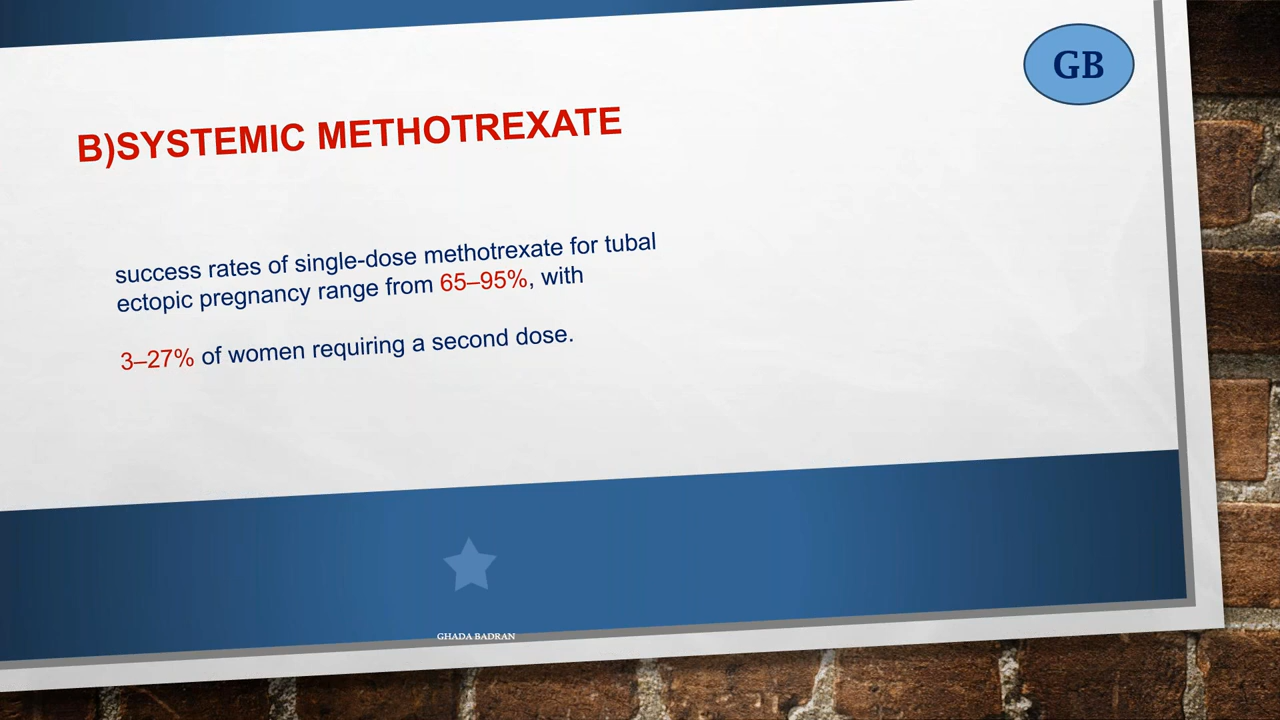 GB
B)SYSTEMIC METHOTREXATE
success rates of single-dose methotrexate for tubal
ectopic pregnancy range from 65–95%, with
3–27% of women requiring a second dose.
GHADA BADRAN